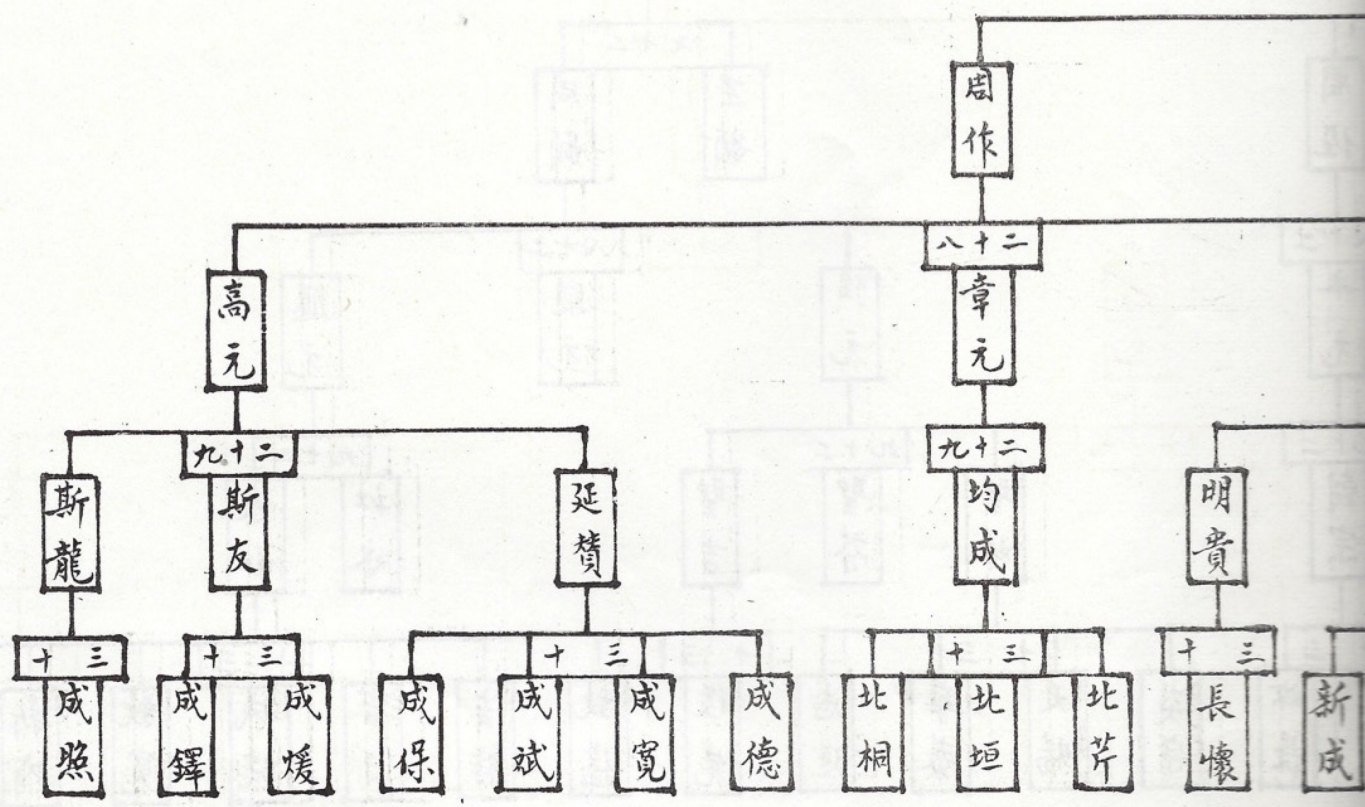 周作
二十八
章元
高元
二十九
明貴
均成
二十九
延贊
斯友
斯龍
三十
新成
長懷
三十
北芹
北垣
北桐
三十
成德
成寬
成斌
成保
三十
成煖
成鐸
三十
成照